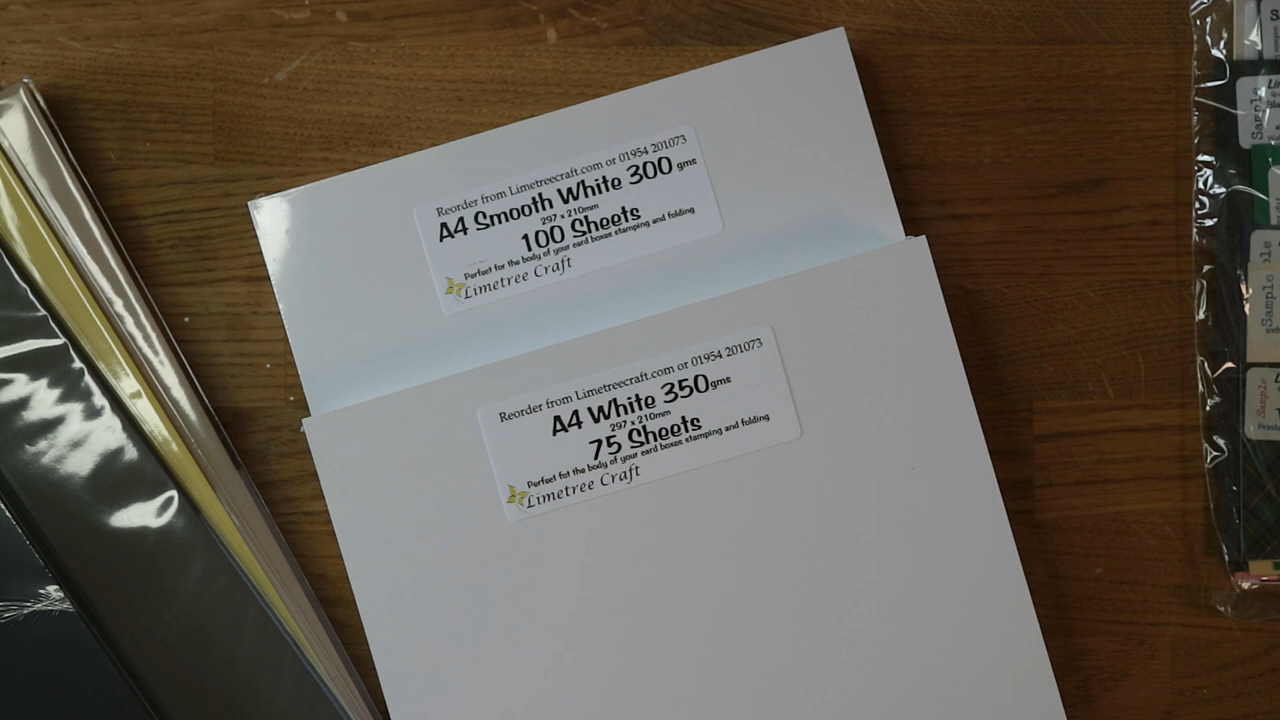 Reorder from Limetreecraft.com or 01954 201073
A4 Smooth White 300 gms
297 x 210mm
100 Sheets
Perfect for the body of your card boxes stamping and folding
Limetree Craft
Reorder from Limetreecraft.com or 01954 201073
A4 White 350gms
297 x 210mm
75 Sheets
Perfect fot the body of your card boxes stamping and folding
Limetree Craft
Sample
Sample
Sample